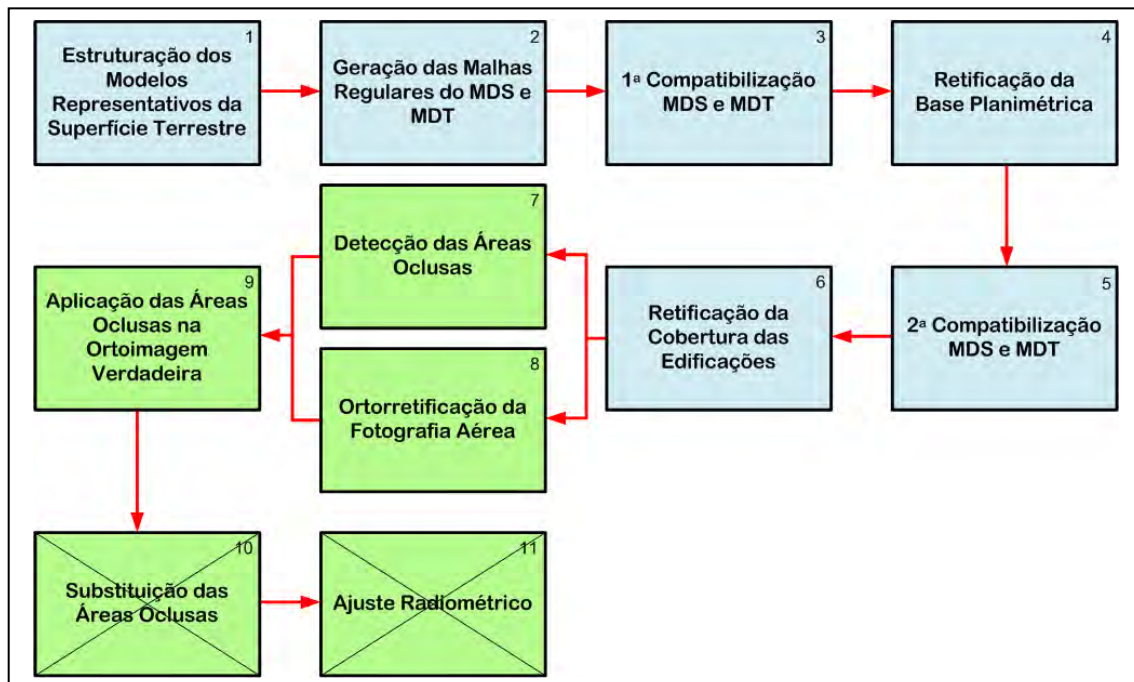 1
Estruturação dos
Modelos
Representativos da
Superfície Terrestre
2
Geração das Malhas
Regulares do MDS e
MDT
3
1ª Compatibilização
MDS e MDT
4
Retificação da
Base Planimétrica
5
2ª Compatibilização
MDS e MDT
6
Retificação da
Cobertura das
Edificações
7
Detecção das Áreas
Oclusas
8
Ortorretificação da
Fotografia Aérea
9
Aplicação das Áreas
Oclusas na
Ortoimagem
Verdadeira
10
Substituição das
Áreas Oclusas
11
Ajuste Radiométrico